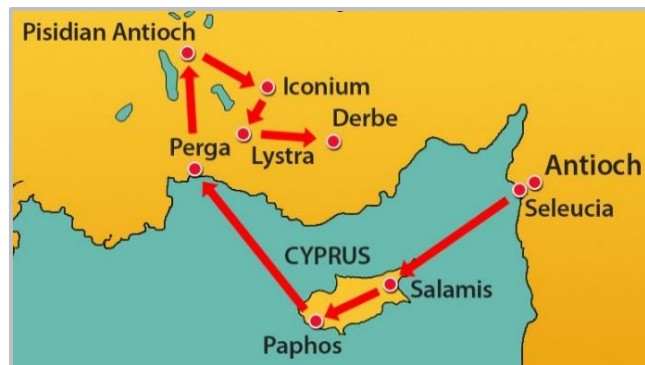 Pisidian Antioch
Iconium
Derbe
Perga
Lystra
Antioch
Seleucia
CYPRUS
Salamis
Paphos